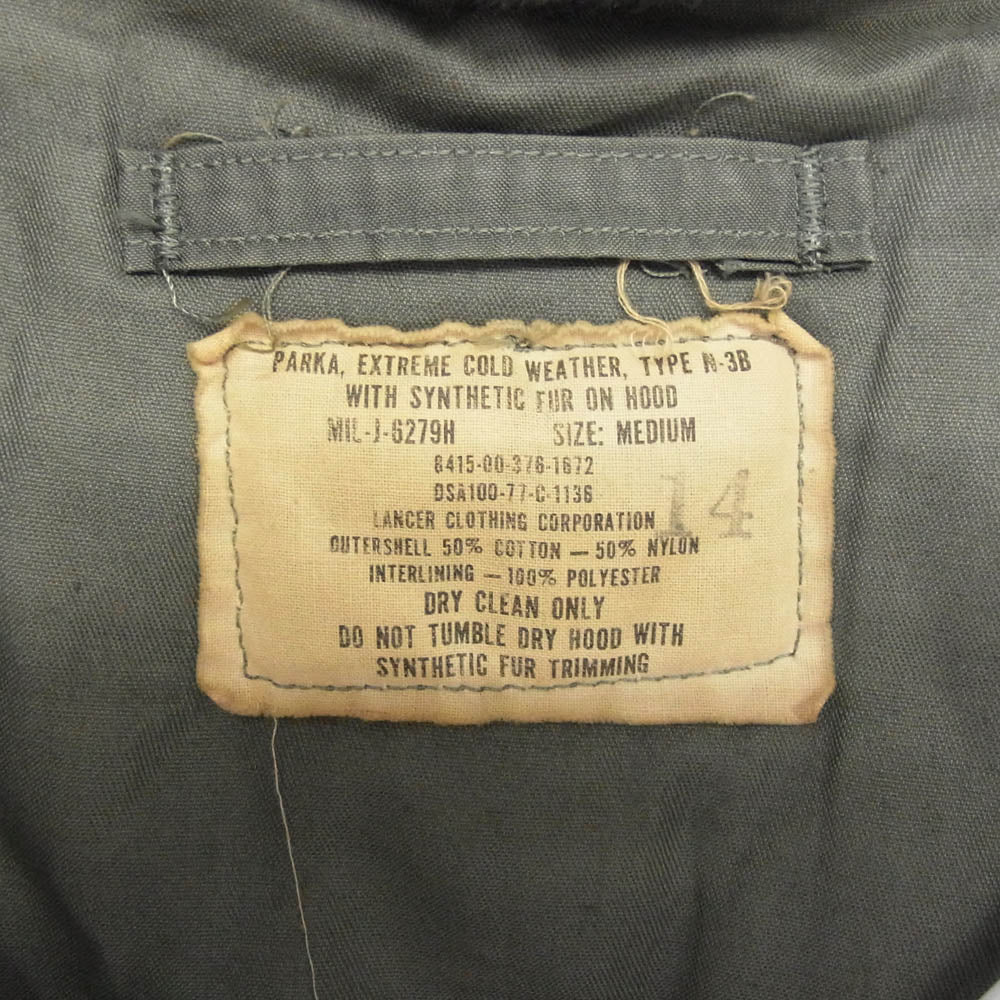 PARKA, EXTREME COLD WEATHER, TYPE N-3B
WITH SYNTHETIC FUR ON HOOD
MIL-J-6279H SIZE: MEDIUM
8415-00-376-1672
DSA100-77-C-1136
LANCER CLOTHING CORPORATION
14
OUTERSHELL 50% COTTON — 50% NYLON
INTERLINING — 100% POLYESTER
DRY CLEAN ONLY
DO NOT TUMBLE DRY HOOD WITH
SYNTHETIC FUR TRIMMING